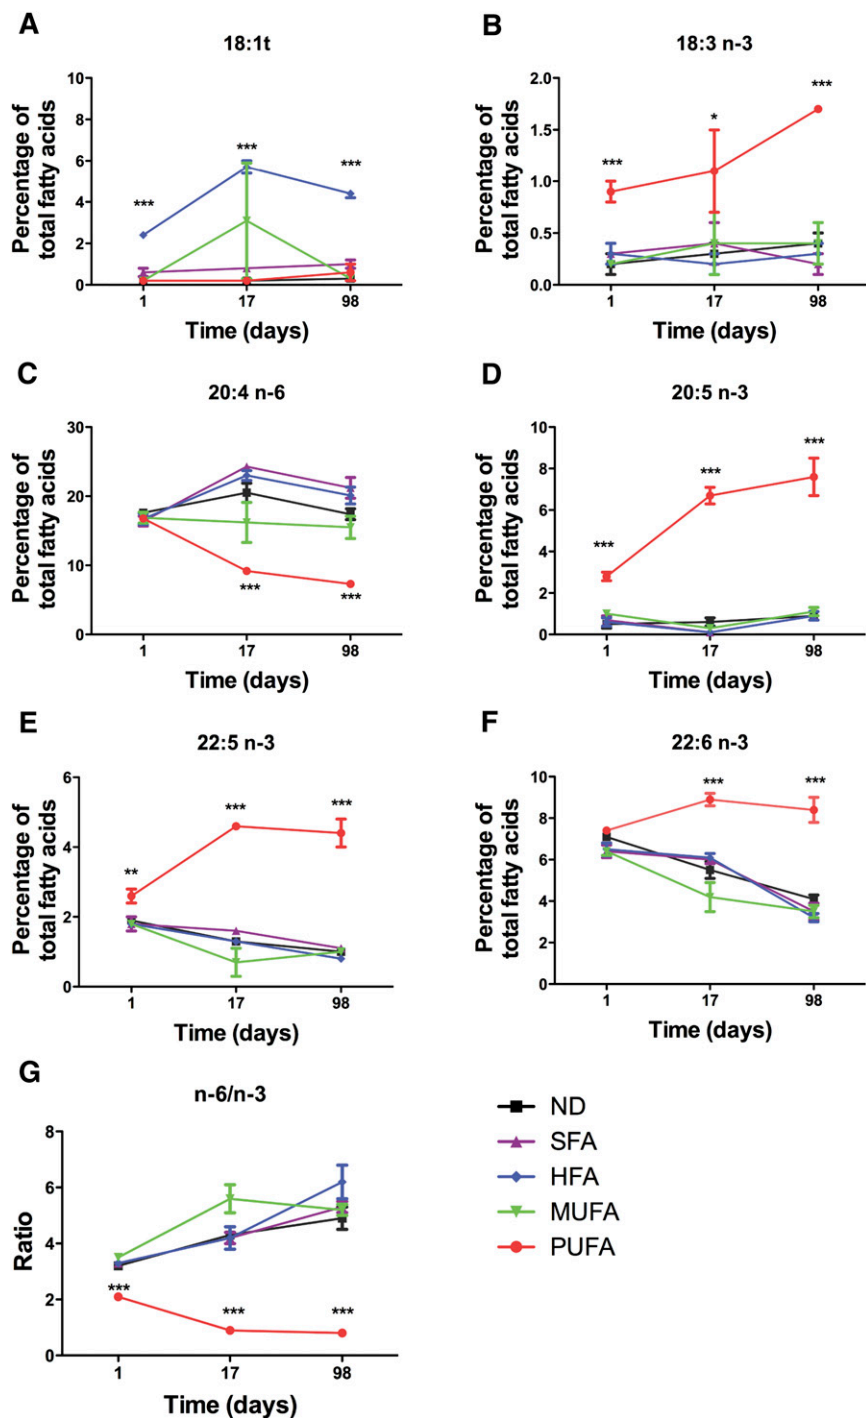 A
18:1t
Percentage of
total fatty acids
10
8
6
4
2
0
***
***
***
1
17
98
Time (days)
B
18:3 n-3
Percentage of
total fatty acids
2.0
1.5
1.0
0.5
0.0
***
*
***
1
17
98
Time (days)
C
20:4 n-6
Percentage of
total fatty acids
30
20
10
0
***
***
1
17
98
Time (days)
D
20:5 n-3
Percentage of
total fatty acids
10
8
6
4
2
0
***
***
***
1
17
98
Time (days)
E
22:5 n-3
Percentage of
total fatty acids
6
4
2
0
**
***
***
1
17
98
Time (days)
F
22:6 n-3
Percentage of
total fatty acids
10
8
6
4
2
0
***
***
1
17
98
Time (days)
G
n-6/n-3
Ratio
8
6
4
2
0
***
***
***
1
17
98
Time (days)
ND
SFA
HFA
MUFA
PUFA